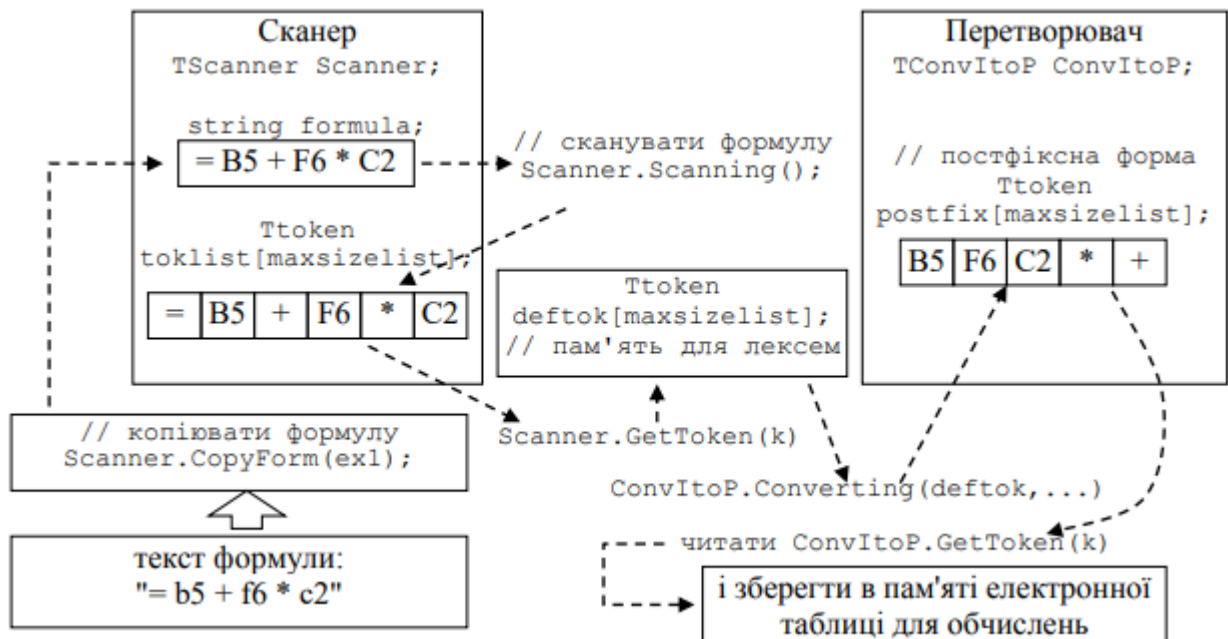 Сканер
TScanner Scanner;
string formula;
= B5 + F6 * C2
Ttoken
toklist[maxsizelist];
= B5 + F6 * C2
// сканувати формулу
Scanner.Scanning();
Ttoken
deftok[maxsizelist];
// пам'ять для лексем
Перетворювач
TConvItoP ConvItoP;
// постфіксна форма
Ttoken
postfix[maxsizelist];
B5 F6 C2 * +
// копіювати формулу
Scanner.CopyForm(ex1);
текст формули:
"= b5 + f6 * c2"
Scanner.GetToken(k)
ConvItoP.Converting(deftok,...)
читати ConvItoP.GetToken(k)
і зберегти в пам'яті електронної
таблиці для обчислень